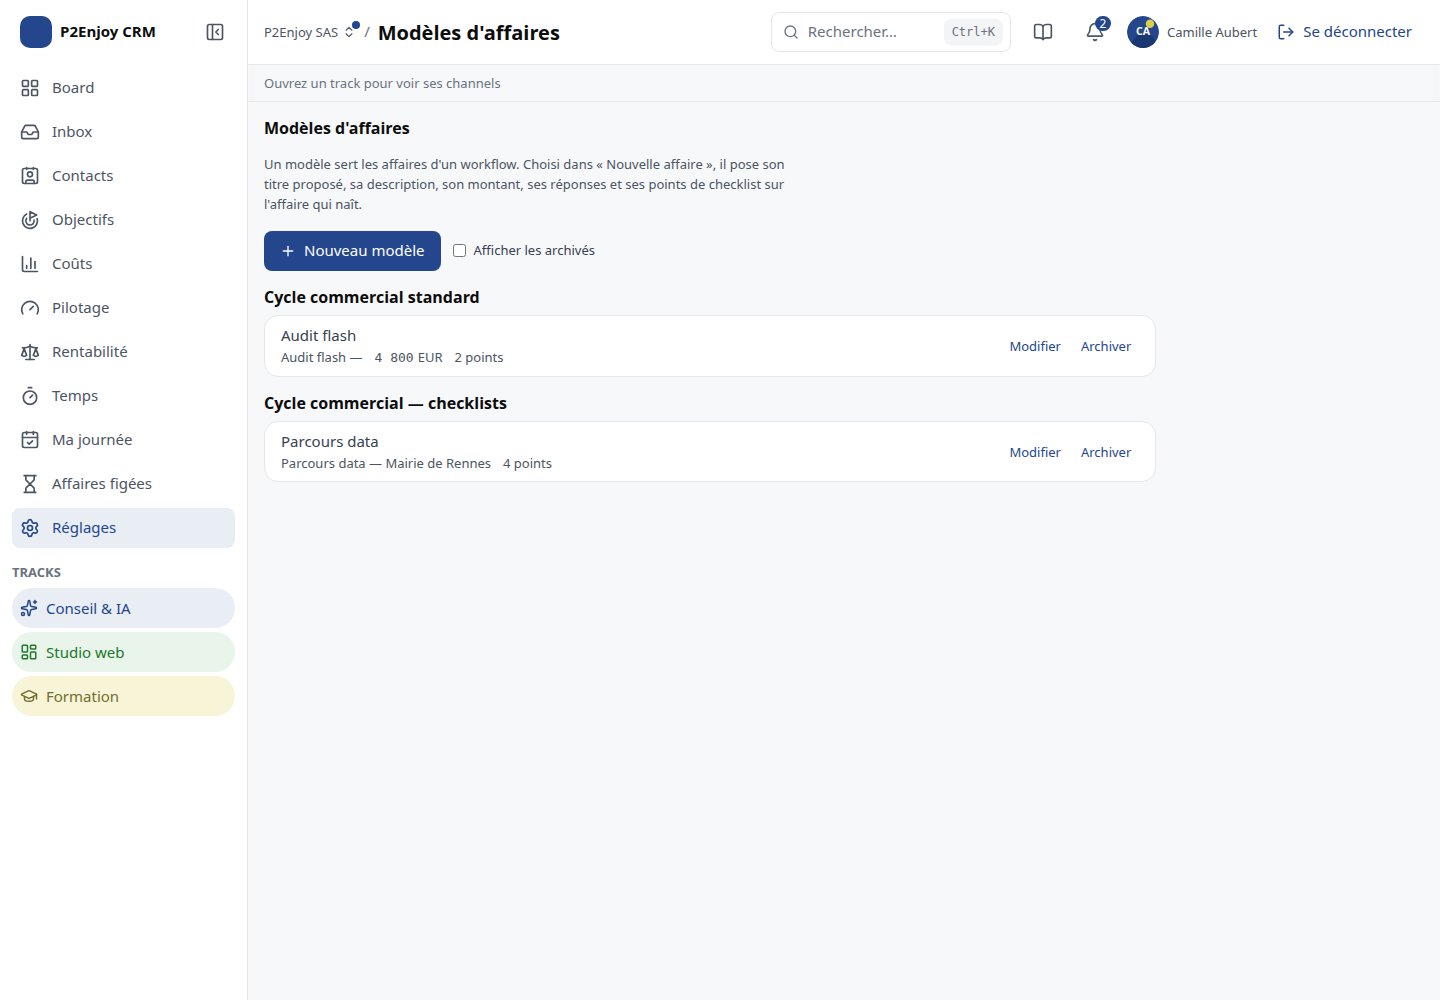 P2Enjoy CRM
Board
Inbox
Contacts
Objectifs
Coûts
Pilotage
Rentabilité
Temps
Ma journée
Affaires figées
Réglages
TRACKS
Conseil & IA
Studio web
Formation
P2Enjoy SAS / Modèles d'affaires
Rechercher... Ctrl+K
2
CA Camille Aubert
Se déconnecter
Ouvrez un track pour voir ses channels
Modèles d'affaires
Un modèle sert les affaires d'un workflow. Choisi dans « Nouvelle affaire », il pose son
titre proposé, sa description, son montant, ses réponses et ses points de checklist sur
l'affaire qui naît.
Nouveau modèle
Afficher les archivés
Cycle commercial standard
Audit flash
Audit flash — 4 800 EUR 2 points
Modifier Archiver
Cycle commercial — checklists
Parcours data
Parcours data — Mairie de Rennes 4 points
Modifier Archiver